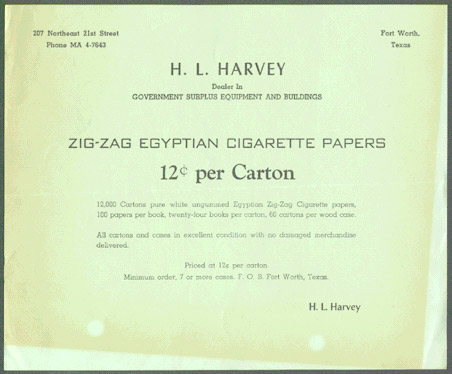 207 Northeast 21st Street
Phone MA 4-7643
Fort Worth,
Texas
H. L. HARVEY
Dealer In
GOVERNMENT SURPLUS EQUIPMENT AND BUILDINGS
ZIG-ZAG EGYPTIAN CIGARETTE PAPERS
12¢ per Carton
12,000 Cartons pure white ungummed Egyptian Zig-Zag Cigarette papers,
100 papers per book, twenty-four books per carton, 60 cartons per wood case.
All cartons and cases in excellent condition with no damaged merchandise
delivered.
Priced at 12¢ per carton.
Minimum order, 7 or more cases. F. O. B. Fort Worth, Texas.
H. L. Harvey